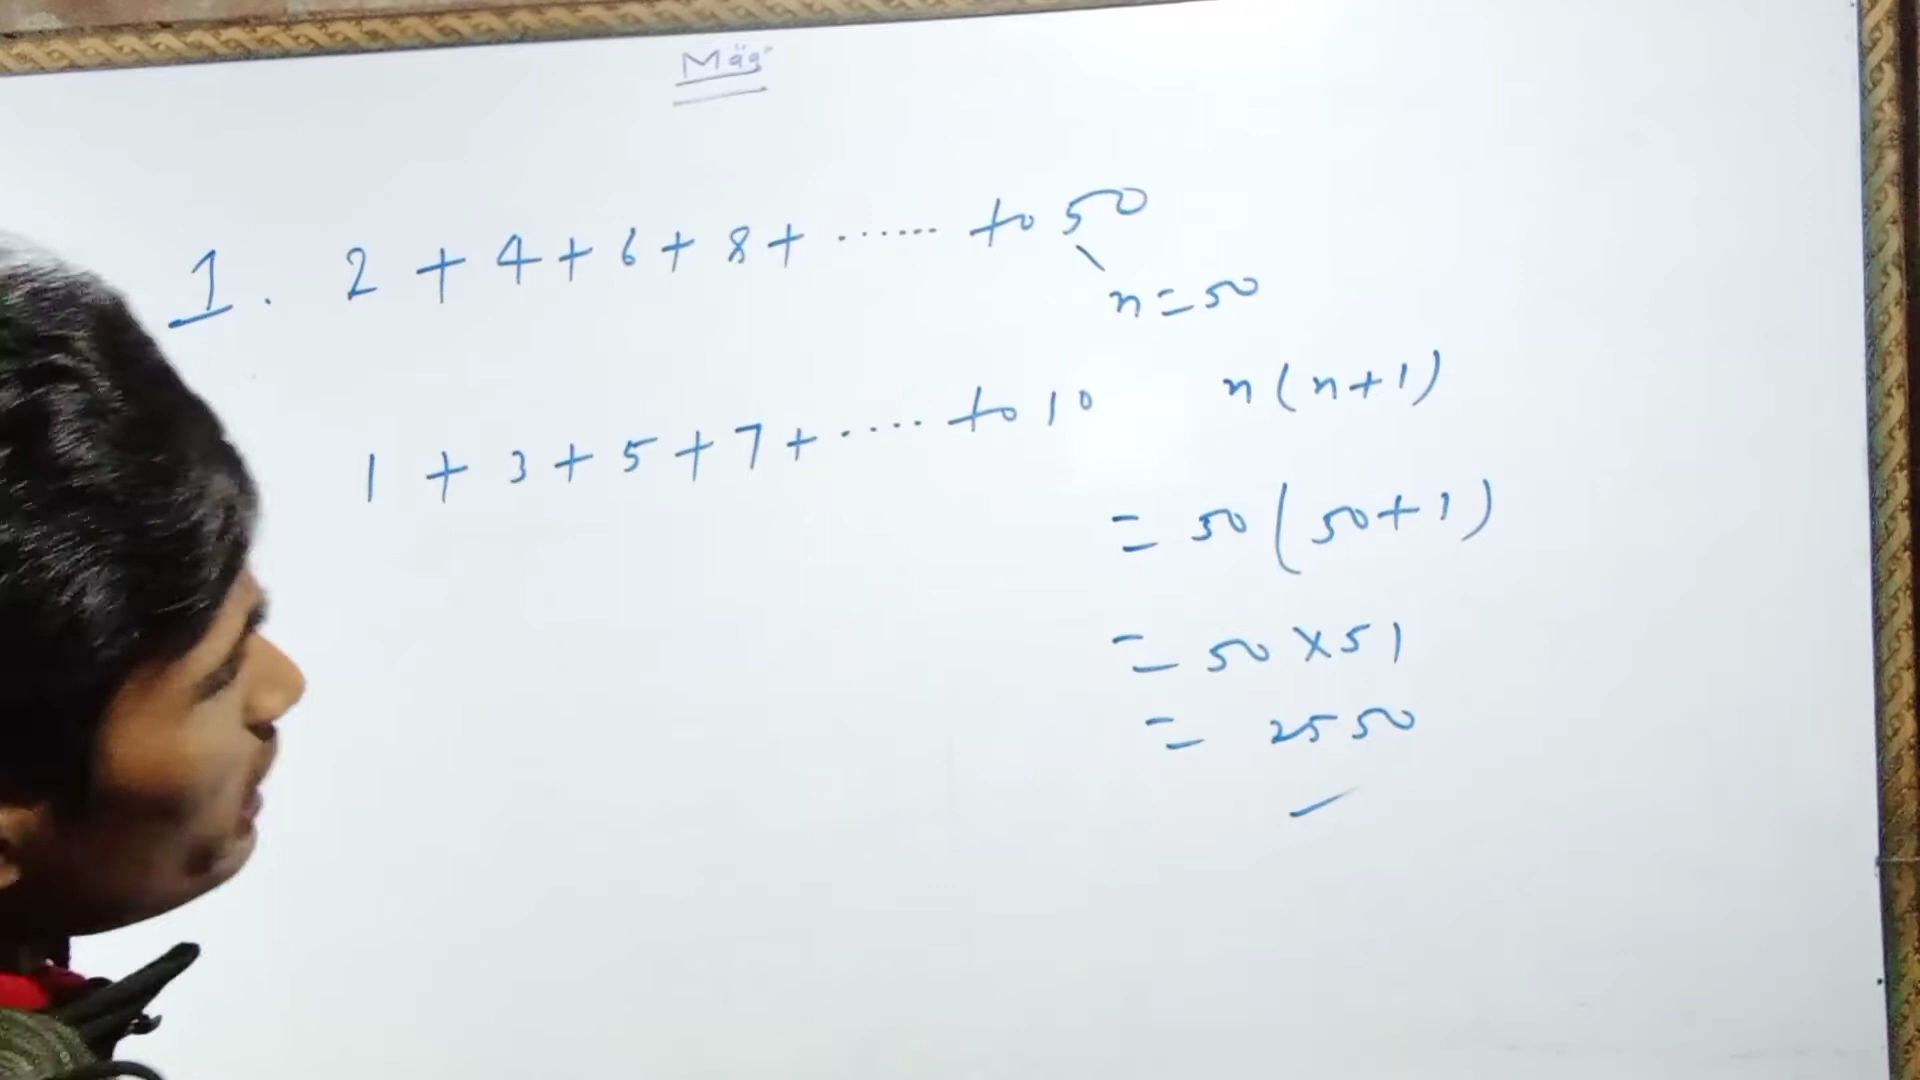 1. 2 + 4 + 6 + 8 + ...... to 50
n = 50
1 + 3 + 5 + 7 + ..... to 10
n ( n + 1 )
= 50 ( 50 + 1 )
= 50 × 51
= 2550